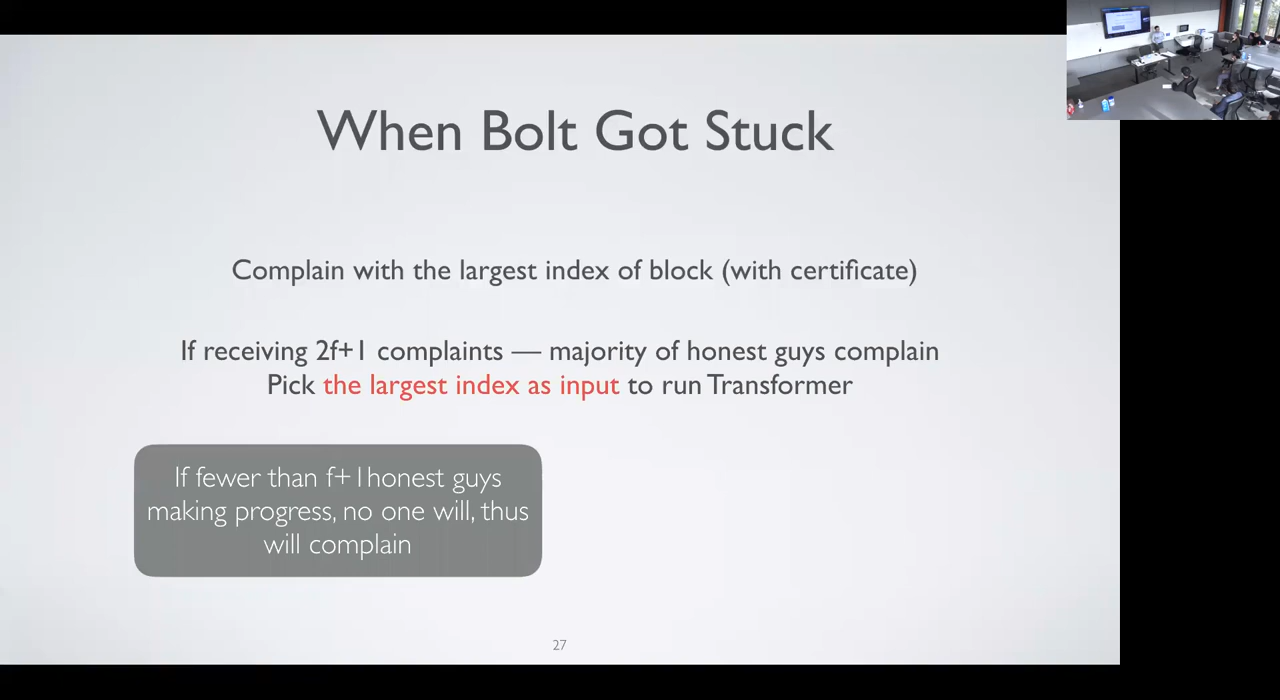 When Bolt Got Stuck
Complain with the largest index of block (with certificate)
If receiving 2f+1 complaints — majority of honest guys complain
Pick the largest index as input to run Transformer
If fewer than f+1honest guys
making progress, no one will, thus
will complain
27